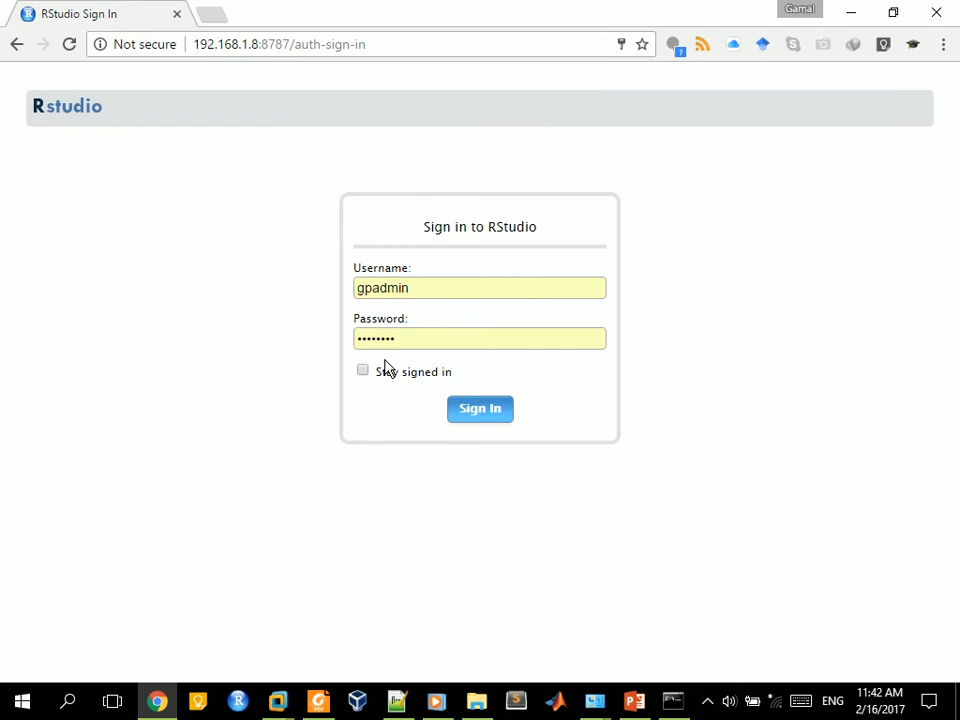 RStudio Sign In
Gamal
Not secure
192.168.1.8:8787/auth-sign-in
Rstudio
Sign in to RStudio
Username:
gpadmin
Password:
••••••••
Stay signed in
Sign In
ENG
11:42 AM
2/16/2017